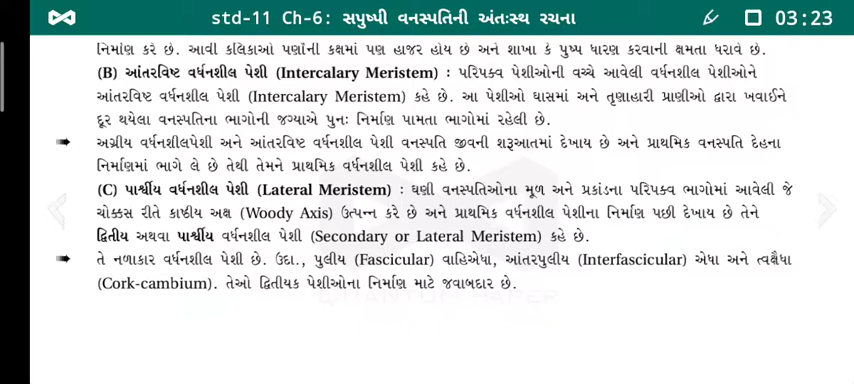 std-11 Ch-6: સપુષ્પી વનસ્પતિની અંતઃસ્થ રચના
03:23
નિર્માણ કરે છે. આવી કલિકાઓ પર્ણોની કક્ષમાં પણ હાજર હોય છે અને શાખા કે પુષ્પ ધારણ કરવાની ક્ષમતા ધરાવે છે.
(B) આંતરવિષ્ટ વર્ધનશીલ પેશી (Intercalary Meristem) : પરિપક્વ પેશીઓની વચ્ચે આવેલી વર્ધનશીલ પેશીઓને
આંતરવિષ્ટ વર્ધનશીલ પેશી (Intercalary Meristem) કહે છે. આ પેશીઓ ઘાસમાં અને તૃણાહારી પ્રાણીઓ દ્વારા ખવાઈને
દૂર થયેલા વનસ્પતિના ભાગોની જગ્યાએ પુનઃ નિર્માણ પામતા ભાગોમાં રહેલી છે.
➠ અગ્રીય વર્ધનશીલપેશી અને આંતરવિષ્ટ વર્ધનશીલ પેશી વનસ્પતિ જીવની શરૂઆતમાં દેખાય છે અને પ્રાથમિક વનસ્પતિ દેહના
નિર્માણમાં ભાગે લે છે તેથી તેમને પ્રાથમિક વર્ધનશીલ પેશી કહે છે.
(C) પાર્શ્વીય વર્ધનશીલ પેશી (Lateral Meristem) : ઘણી વનસ્પતિઓના મૂળ અને પ્રકાંડના પરિપક્વ ભાગોમાં આવેલી જે
ચોક્કસ રીતે કાષ્ઠીય અક્ષ (Woody Axis) ઉત્પન્ન કરે છે અને પ્રાથમિક વર્ધનશીલ પેશીના નિર્માણ પછી દેખાય છે તેને
દ્વિતીય અથવા પાર્શ્વીય વર્ધનશીલ પેશી (Secondary or Lateral Meristem) કહે છે.
➠ તે નળાકાર વર્ધનશીલ પેશી છે. ઉદા., પુલીય (Fascicular) વાહિએધા, આંતરપુલીય (Interfascicular) એધા અને ત્વક્ષૈધા
(Cork-cambium). તેઓ દ્વિતીયક પેશીઓના નિર્માણ માટે જવાબદાર છે.
QUANTUM PAPER